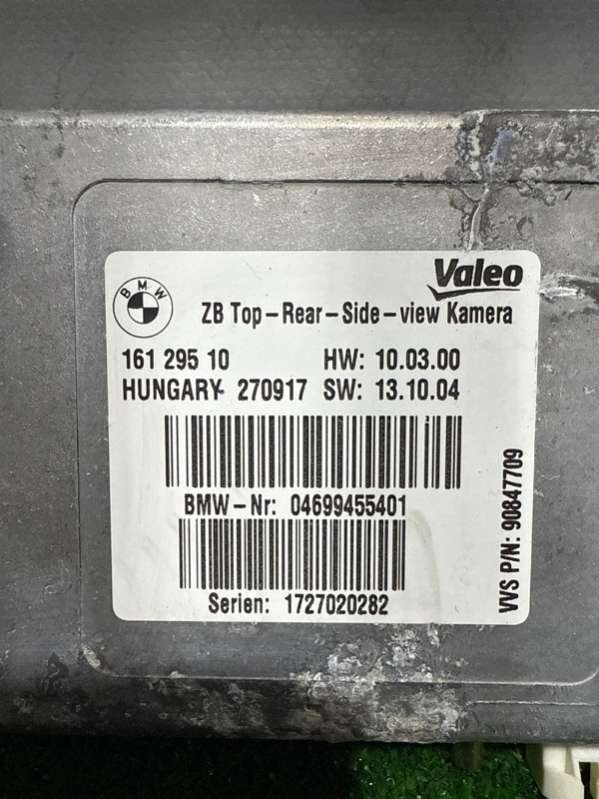 BMW
Valeo
ZB Top-Rear-Side-view Kamera
161 295 10 HW: 10.03.00
HUNGARY- 270917 SW: 13.10.04
BMW-Nr: 04699455401
Serien: 1727020282
VVS P/N: 90847709